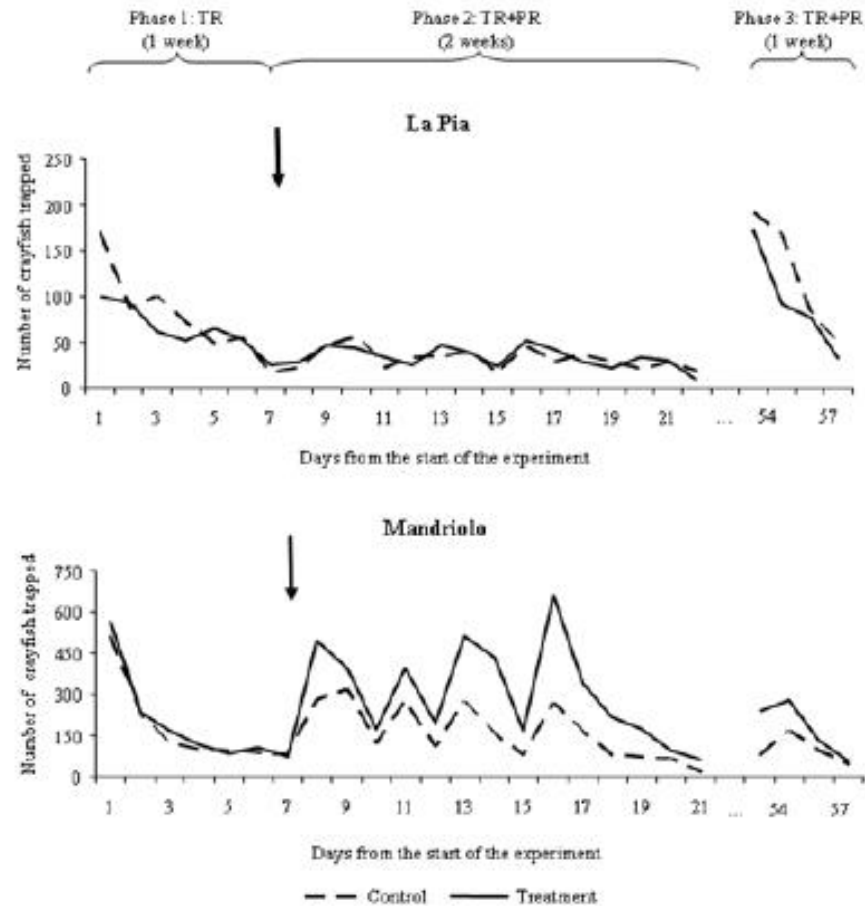 Phase 1: TR
(1 week)
Phase 2: TR+PR
(2 weeks)
Phase 3: TR+PR
(1 week)
La Pia
Number of crayfish trapped
250
200
150
100
50
0
1 3 5 7 9 11 13 15 17 19 21 ... 54 57
Days from the start of the experiment
Mandriolo
Number of crayfish trapped
750
600
450
300
150
0
1 3 5 7 9 11 13 15 17 19 21 ... 54 57
Days from the start of the experiment
Control Treatment